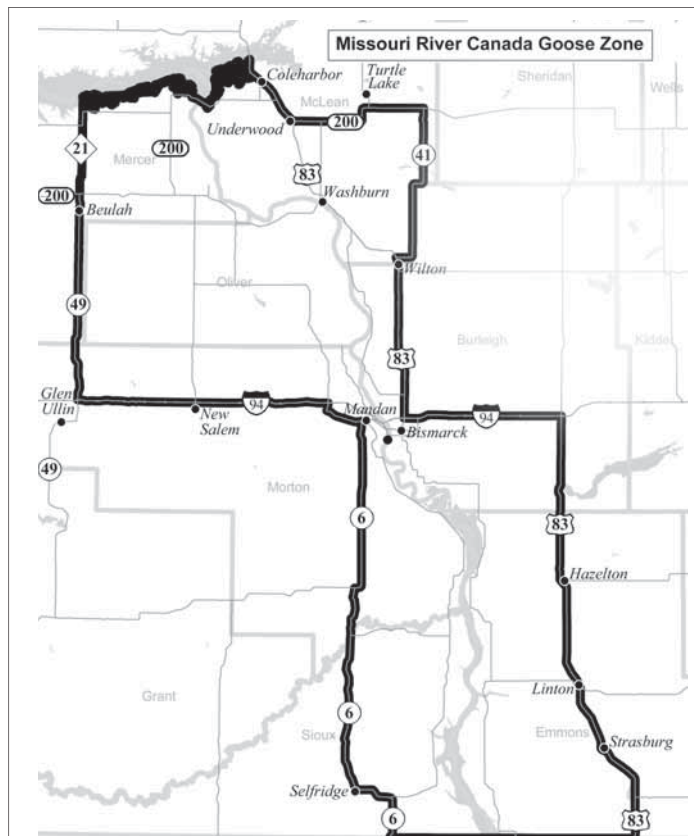 Missouri River Canada Goose Zone
Coleharbor
Turtle
Lake
Sheridan
Wells
McLean
Underwood
200
21
Mercer
200
83
41
200
Beulah
Washburn
Wilton
Oliver
49
83
Burleigh
Kidder
Glen
Ullin
New
Salem
94
Mandan
Bismarck
94
49
Morton
6
83
Hazelton
Grant
Linton
Sioux
6
Emmons
Strasburg
Selfridge
6
83